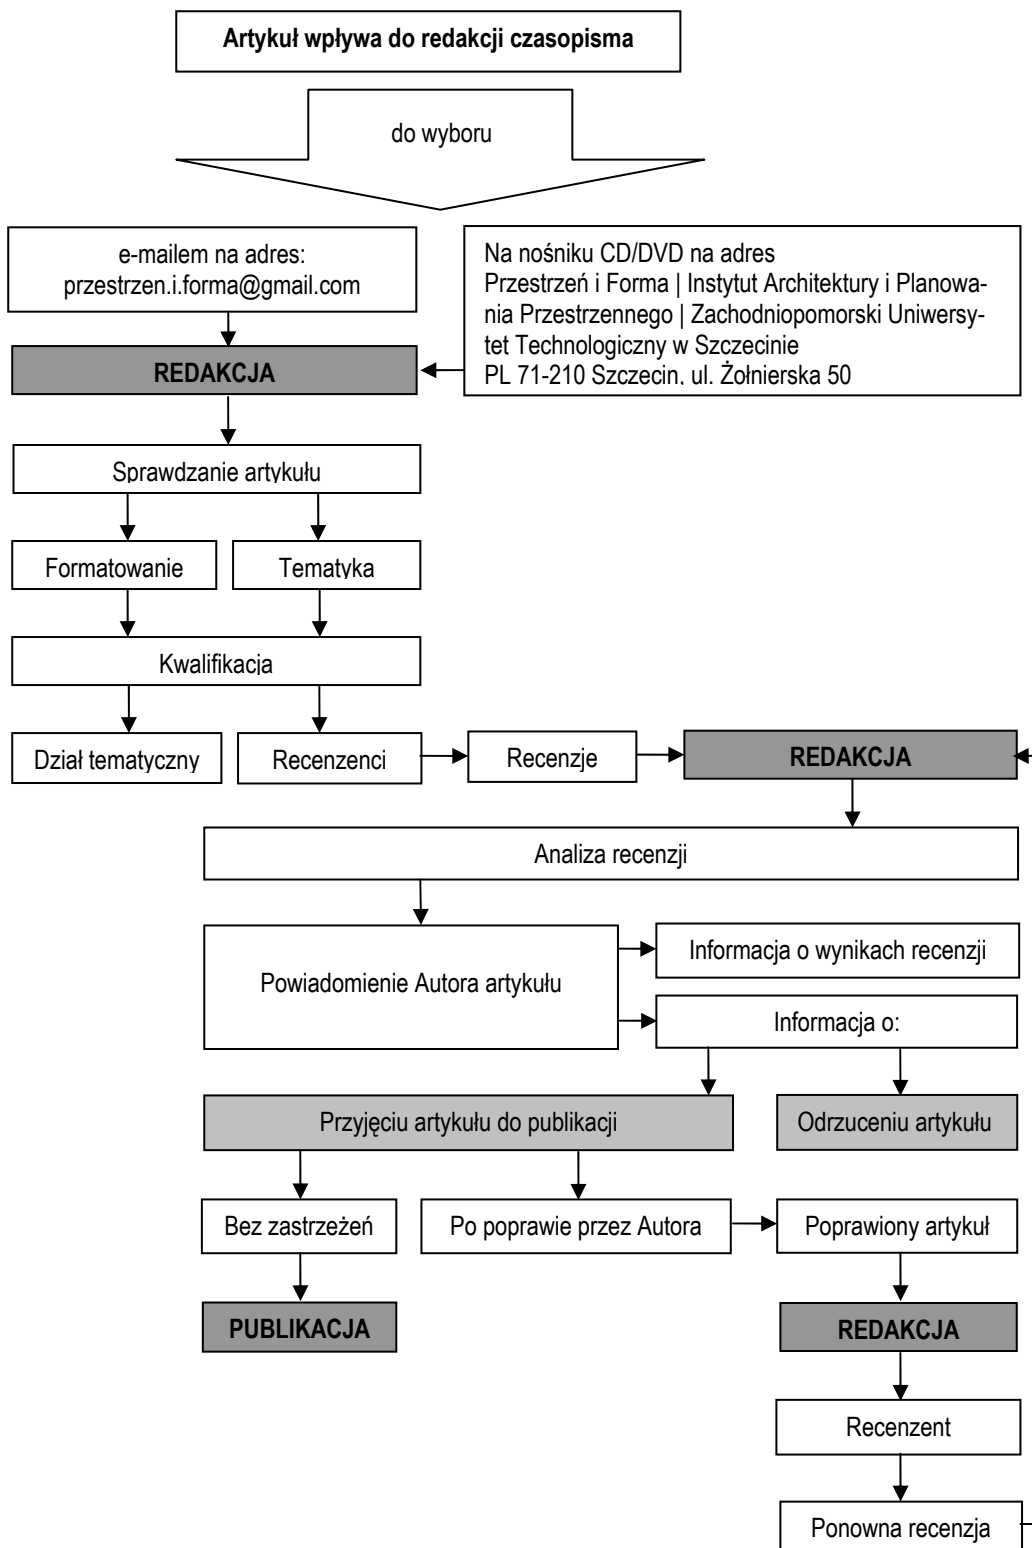 Artykuł wpływa do redakcji czasopisma
do wyboru
e-mailem na adres:
przestrzen.i.forma@gmail.com
Na nośniku CD/DVD na adres
Przestrzeń i Forma | Instytut Architektury i Planowa-
nia Przestrzennego | Zachodniopomorski Uniwersy-
tet Technologiczny w Szczecinie
PL 71-210 Szczecin, ul. Żołnierska 50
REDAKCJA
Sprawdzanie artykułu
Formatowanie
Tematyka
Kwalifikacja
Dział tematyczny
Recenzenci
Recenzje
REDAKCJA
Analiza recenzji
Powiadomienie Autora artykułu
Informacja o wynikach recenzji
Informacja o:
Przyjęciu artykułu do publikacji
Odrzuceniu artykułu
Bez zastrzeżeń
Po poprawie przez Autora
Poprawiony artykuł
PUBLIKACJA
REDAKCJA
Recenzent
Ponowna recenzja